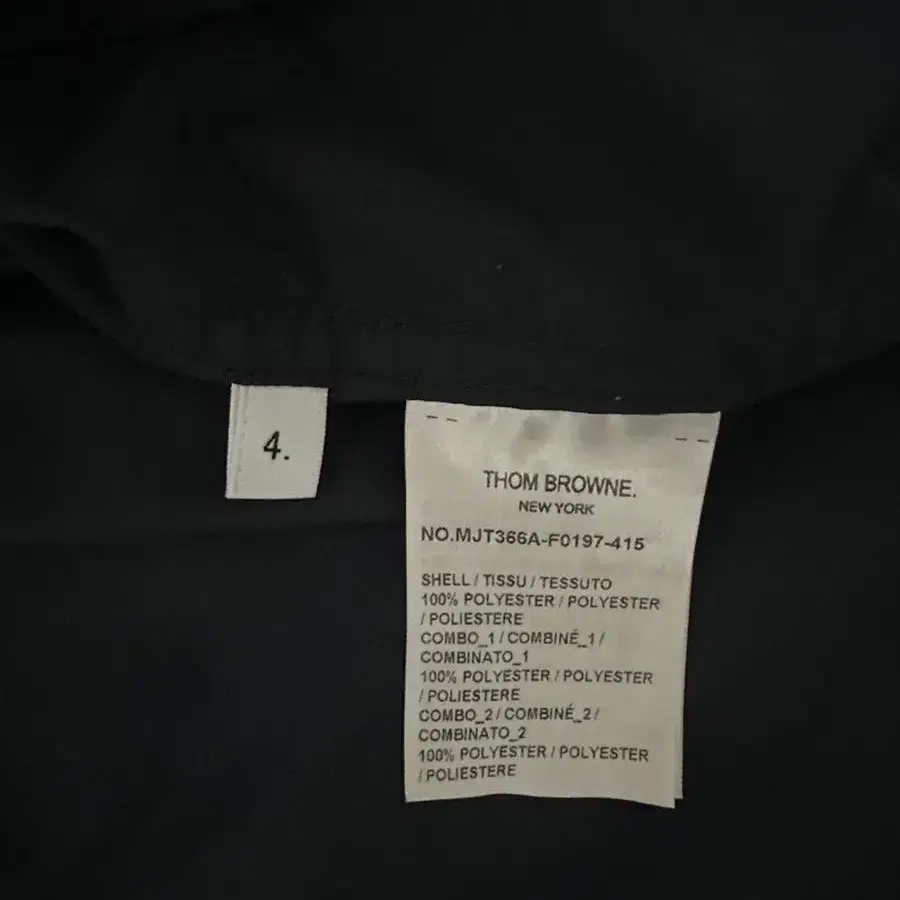 4.
THOM BROWNE.
NEW YORK
NO.MJT366A-F0197-415
SHELL / TISSU / TESSUTO
100% POLYESTER / POLYESTER
/ POLIESTERE
COMBO_1 / COMBINÉ_1 /
COMBINATO_1
100% POLYESTER / POLYESTER
/ POLIESTERE
COMBO_2 / COMBINÉ_2 /
COMBINATO_2
100% POLYESTER / POLYESTER
/ POLIESTERE